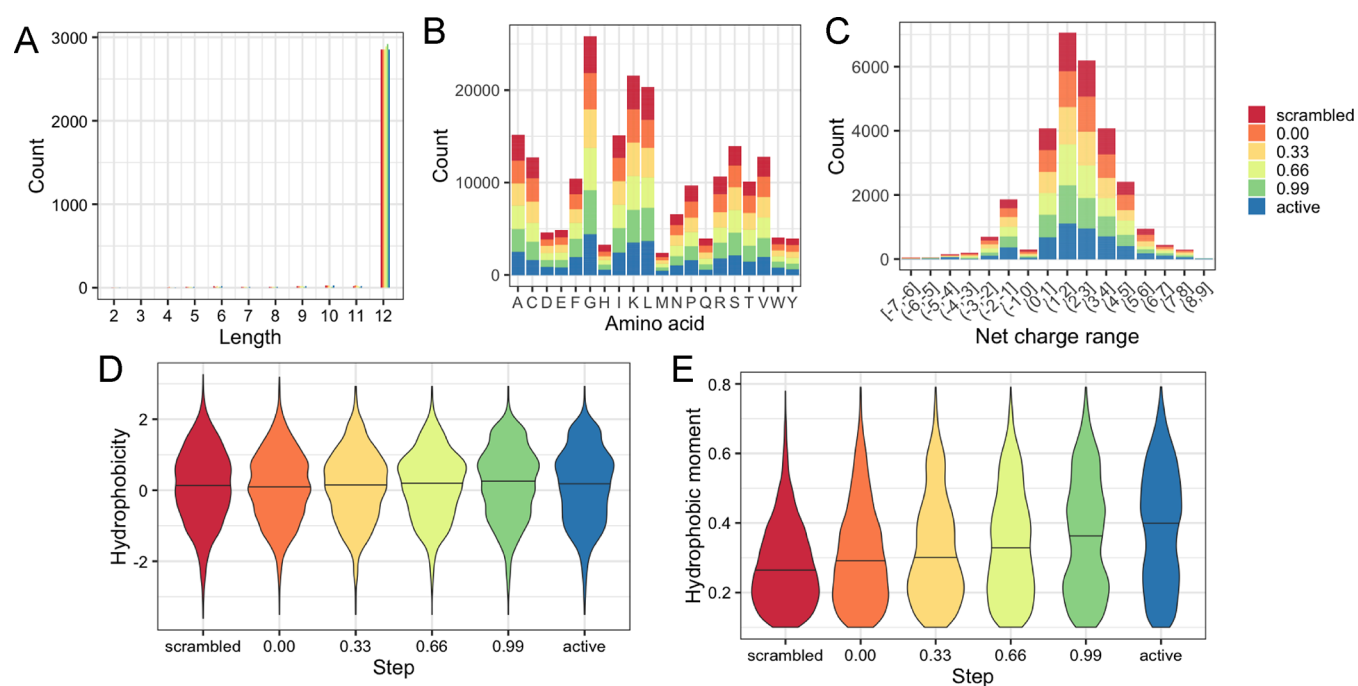 A
3000
2000
1000
0
Count
2 3 4 5 6 7 8 9 10 11 12
Length
B
20000
10000
0
Count
A C D E F G H I K L M N P Q R S T V W Y
Amino acid
C
6000
4000
2000
0
Count
[-7,-6] (-6,-5] (-5,-4] (-4,-3] (-3,-2] (-2,-1] (-1,0] (0,1] (1,2] (2,3] (3,4] (4,5] (5,6] (6,7] (7,8] (8,9]
Net charge range
scrambled
0.00
0.33
0.66
0.99
active
D
2
0
-2
Hydrophobicity
scrambled 0.00 0.33 0.66 0.99 active
Step
E
0.8
0.6
0.4
0.2
Hydrophobic moment
scrambled 0.00 0.33 0.66 0.99 active
Step